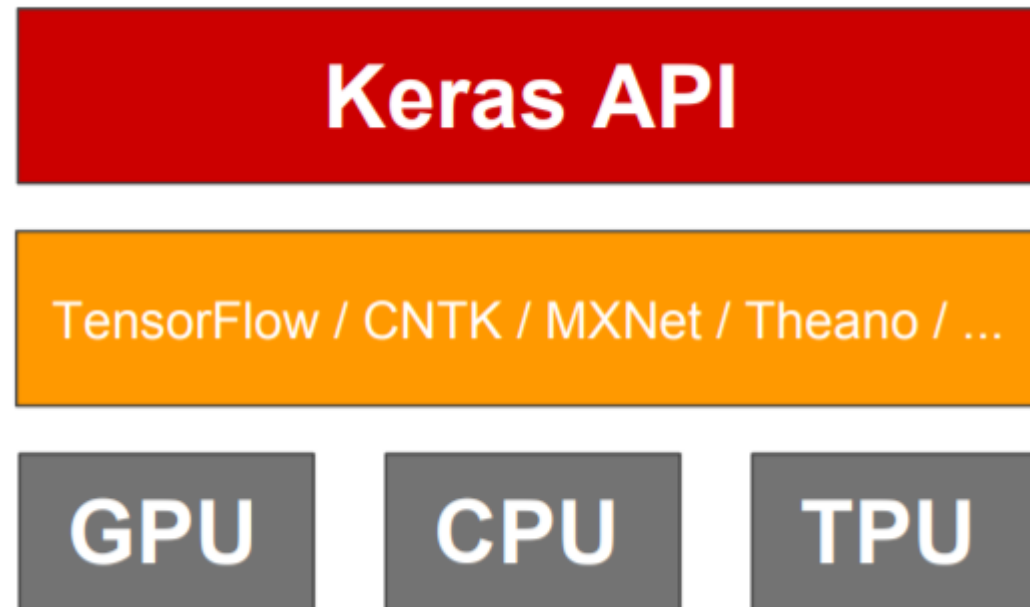 Keras API
TensorFlow / CNTK / MXNet / Theano / ...
GPU CPU TPU